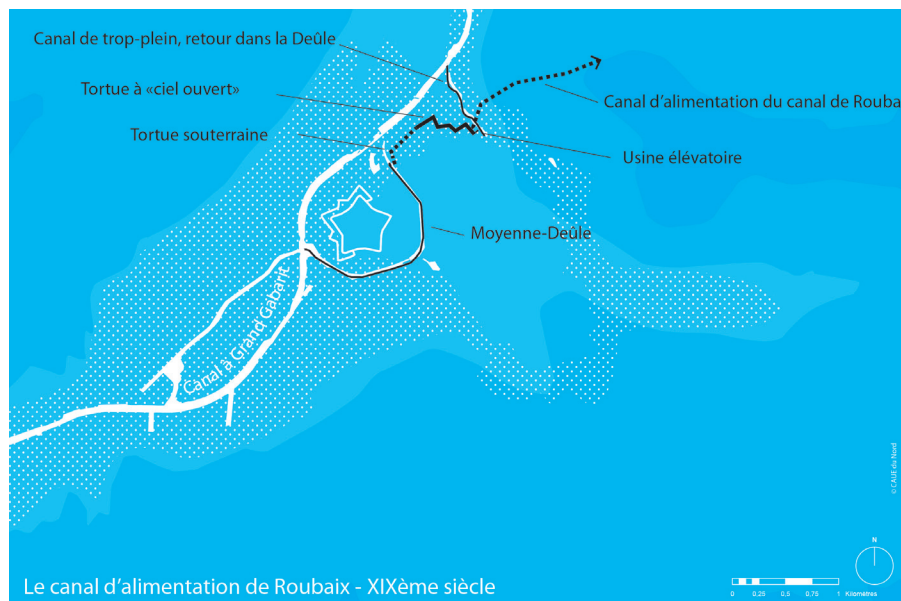 Canal de trop-plein, retour dans la Deûle
Tortue à «ciel ouvert»
Canal d'alimentation du canal de Rouba
Tortue souterraine
Usine élévatoire
Moyenne-Deûle
Canal à Grand Gabarit
© CAUE du Nord
N
Le canal d'alimentation de Roubaix - XIXème siècle
0 0,25 0,5 0,75 1 Kilomètres